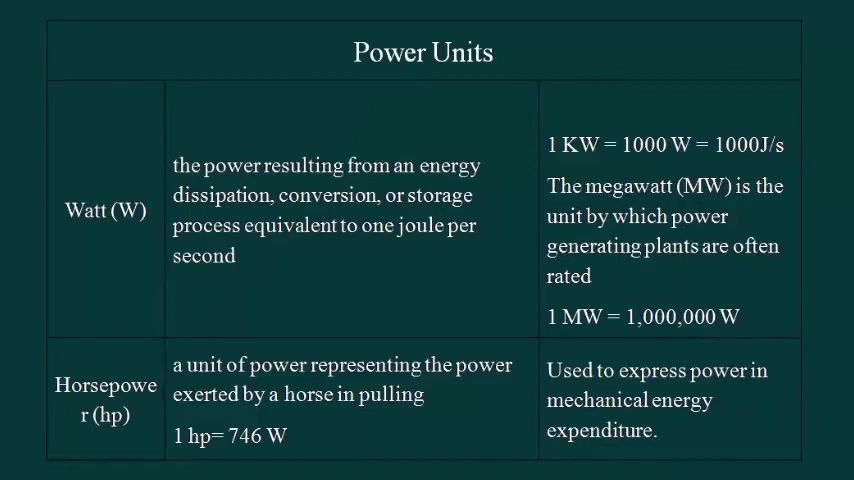 Power Units
Watt (W)
the power resulting from an energy
dissipation, conversion, or storage
process equivalent to one joule per
second
1 KW = 1000 W = 1000J/s
The megawatt (MW) is the
unit by which power
generating plants are often
rated
1 MW = 1,000,000 W
Horsepowe
r (hp)
a unit of power representing the power
exerted by a horse in pulling
1 hp= 746 W
Used to express power in
mechanical energy
expenditure.